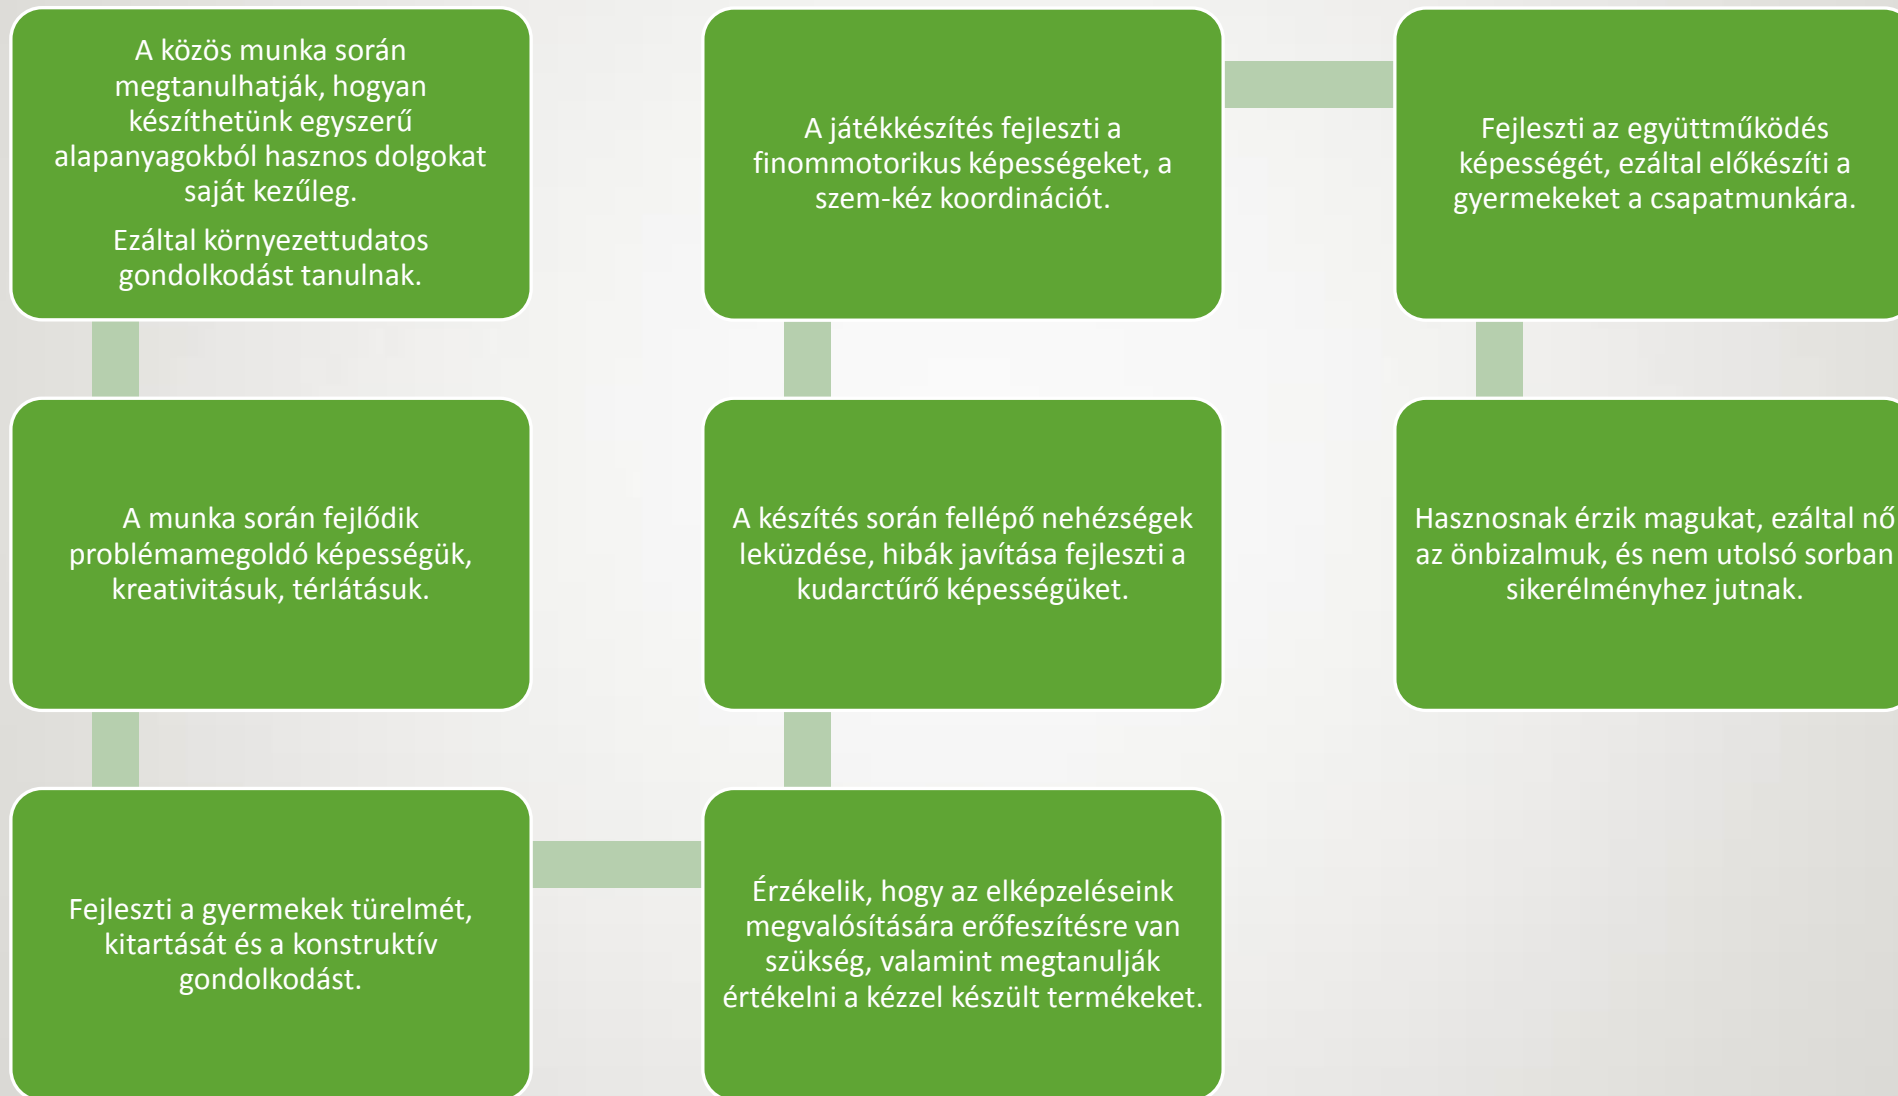 A közös munka során
megtanulhatják, hogyan
készíthetünk egyszerű
alapanyagokból hasznos dolgokat
saját kezűleg.
Ezáltal környezettudatos
gondolkodást tanulnak.
A munka során fejlődik
problémamegoldó képességük,
kreativitásuk, térlátásuk.
Fejleszti a gyermekek türelmét,
kitartását és a konstruktív
gondolkodást.
Érzékelik, hogy az elképzeléseink
megvalósítására erőfeszítésre van
szükség, valamint megtanulják
értékelni a kézzel készült termékeket.
A készítés során fellépő nehézségek
leküzdése, hibák javítása fejleszti a
kudarctűrő képességüket.
A játékkészítés fejleszti a
finommotorikus képességeket, a
szem-kéz koordinációt.
Fejleszti az együttműködés
képességét, ezáltal előkészíti a
gyermekeket a csapatmunkára.
Hasznosnak érzik magukat, ezáltal nő
az önbizalmuk, és nem utolsó sorban
sikerélményhez jutnak.